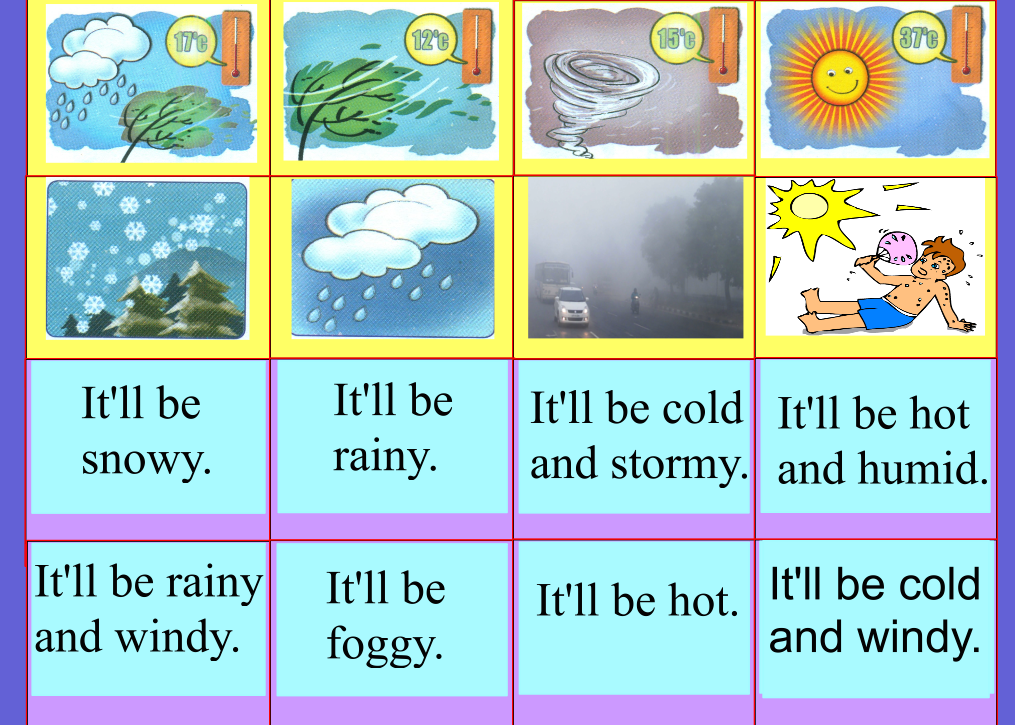 17°c
12°c
15°c
37°c
It'll be
snowy.
It'll be
rainy.
It'll be cold
and stormy.
It'll be hot
and humid.
It'll be rainy
and windy.
It'll be
foggy.
It'll be hot.
It'll be cold
and windy.